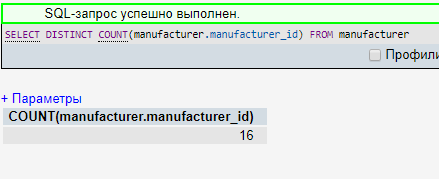 SQL-запрос успешно выполнен.
SELECT DISTINCT COUNT(manufacturer.manufacturer_id) FROM manufacturer
Профили
+ Параметры
COUNT(manufacturer.manufacturer_id)
16